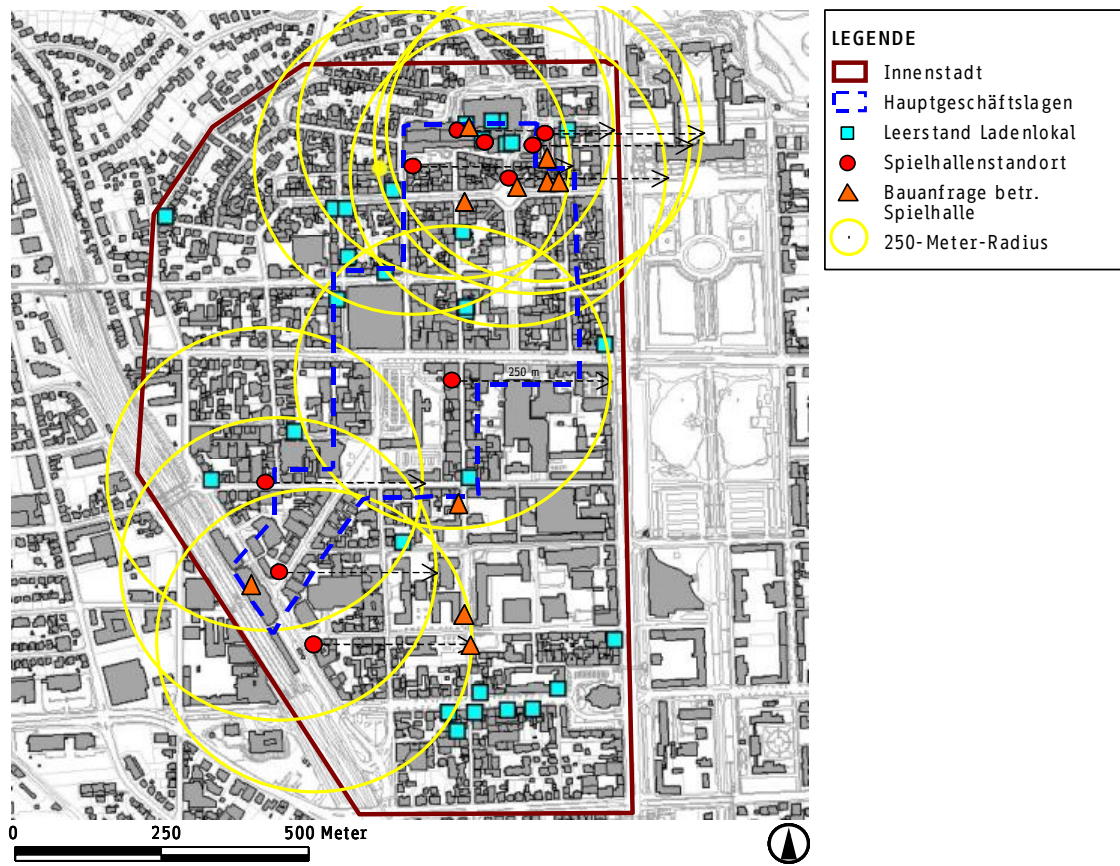 LEGENDE
Innenstadt
Hauptgeschäftslagen
Leerstand Ladenlokal
Spielhallenstandort
Bauanfrage betr.
Spielhalle
250-Meter-Radius
250 m
0 250 500 Meter